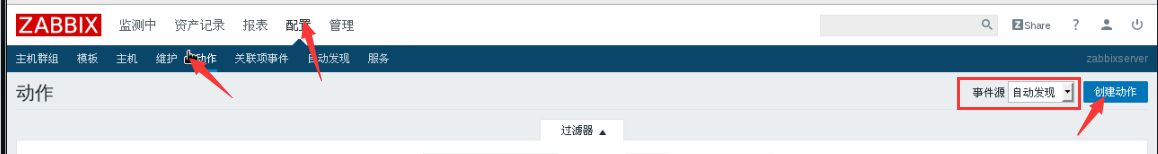 ZABBIX 监测中 资产记录 报表 配置 管理 Z Share ?
主机群组 模板 主机 维护 动作 关联项事件 自动发现 服务 zabbixserver
动作 事件源 自动发现 创建动作
过滤器 ▲